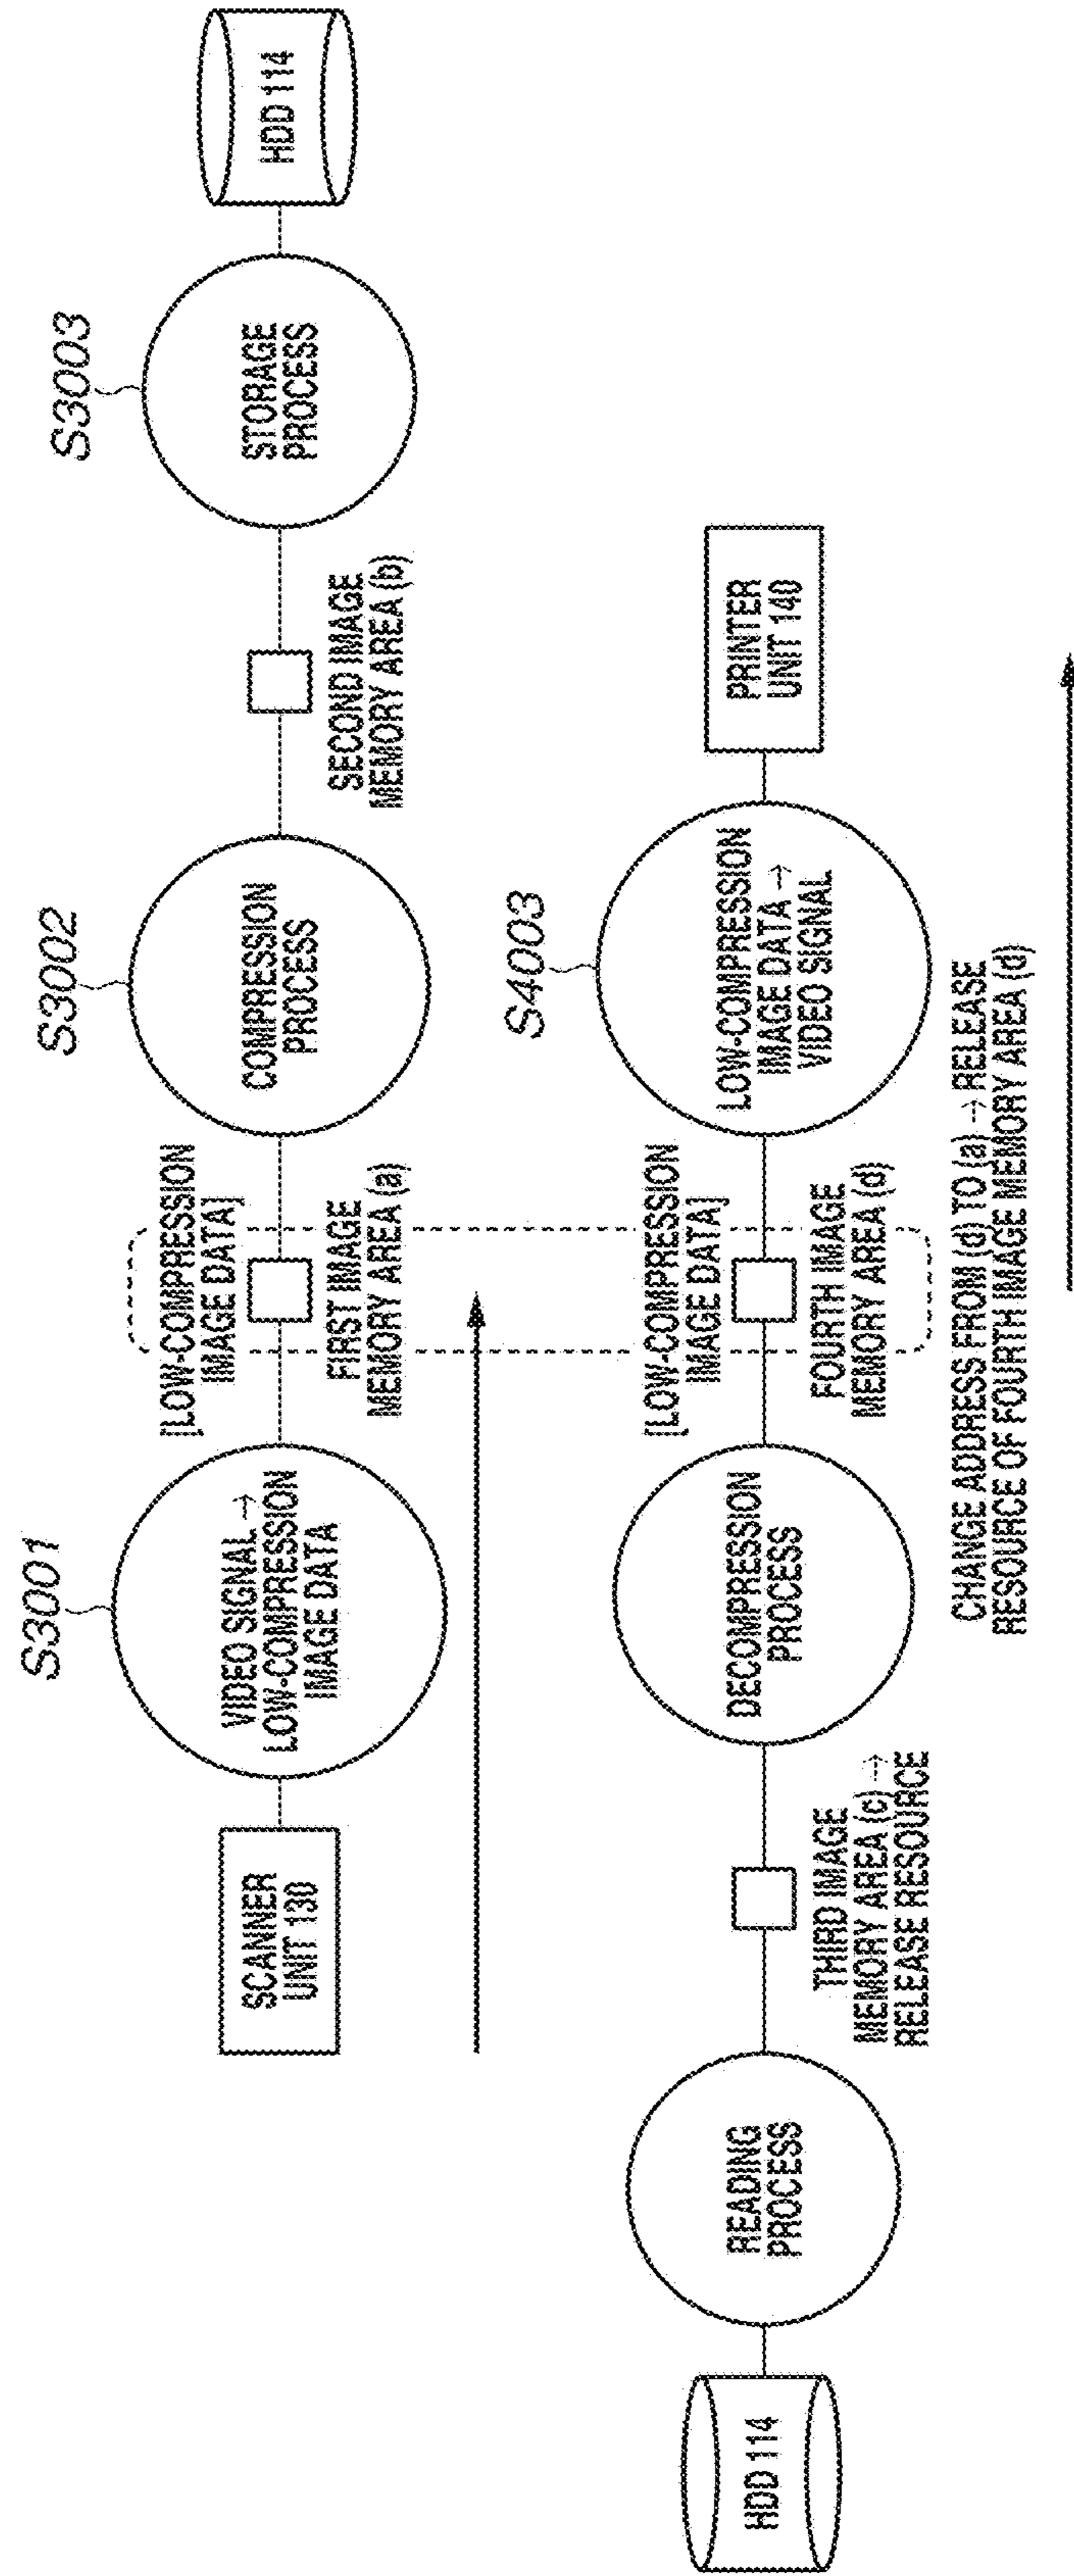 S3001
S3002
S3003
SCANNER
UNIT 130
VIDEO SIGNAL →
LOW-COMPRESSION
IMAGE DATA
[LOW-COMPRESSION
IMAGE DATA]
FIRST IMAGE
MEMORY AREA (a)
COMPRESSION
PROCESS
SECOND IMAGE
MEMORY AREA (b)
STORAGE
PROCESS
HDD 114
HDD 114
READING
PROCESS
THIRD IMAGE
MEMORY AREA (c) →
RELEASE RESOURCE
DECOMPRESSION
PROCESS
[LOW-COMPRESSION
IMAGE DATA]
FOURTH IMAGE
MEMORY AREA (d)
S4003
LOW-COMPRESSION
IMAGE DATA →
VIDEO SIGNAL
PRINTER
UNIT 140
CHANGE ADDRESS FROM (d) TO (a) → RELEASE
RESOURCE OF FOURTH IMAGE MEMORY AREA (d)